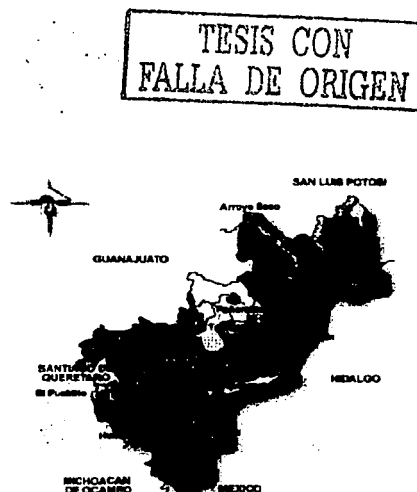 TESIS CON
FALLA DE ORIGEN
SAN LUIS POTOSI
Arroyo Seco
GUANAJUATO
SANTIAGO DE
QUERETARO
HIDALGO
El Pueblito
MICHOACAN
DE OCAMPO
MEXICO